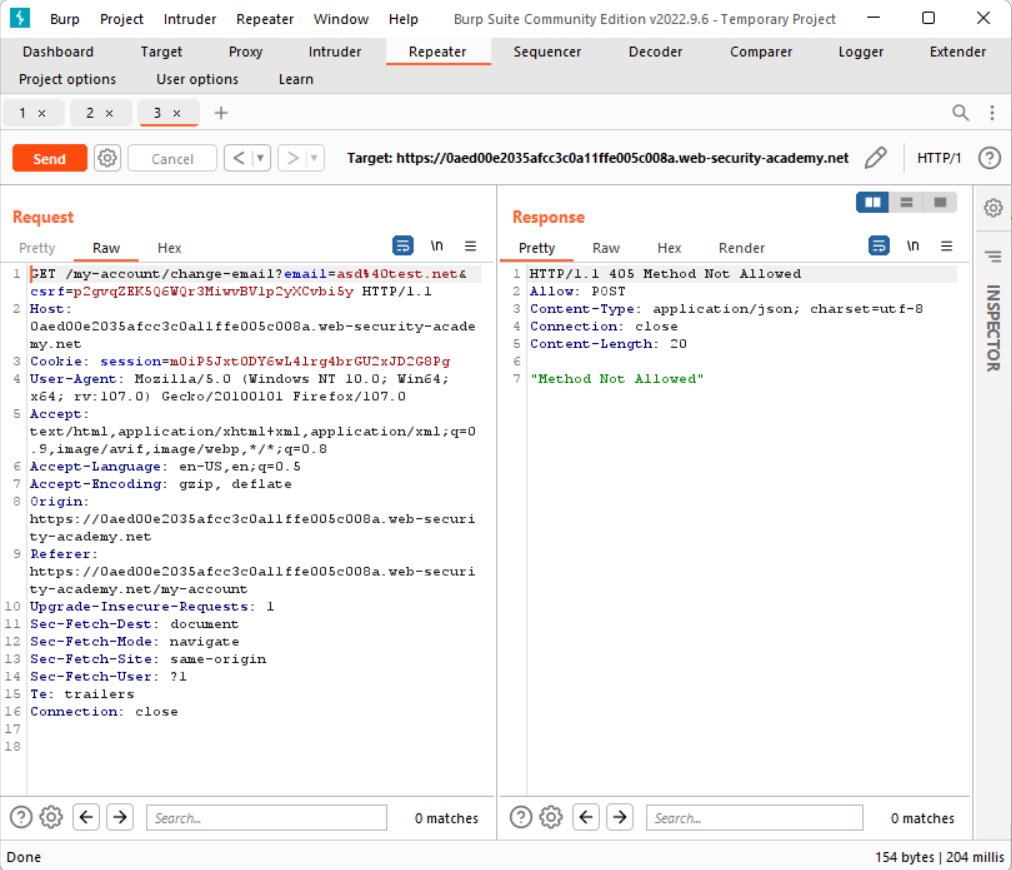 Burp Project Intruder Repeater Window Help Burp Suite Community Edition v2022.9.6 - Temporary Project
Dashboard Target Proxy Intruder Repeater Sequencer Decoder Comparer Logger Extender
Project options User options Learn
1 × 2 × 3 × +
Send Cancel < > Target: https://0aed00e2035afcc3c0a11ffe005c008a.web-security-academy.net HTTP/1 ?
Request
Pretty Raw Hex \n
1 GET /my-account/change-email?email=asd%40test.net&
csrf=p2gvqZEK5Q6WQr3MiwvBVlp2yXCvbi5y HTTP/1.1
2 Host:
0aed00e2035afcc3c0a11ffe005c008a.web-security-acade
my.net
3 Cookie: session=m0iP5JxtODY6wL4lrg4brGU2xJD2G8Pg
4 User-Agent: Mozilla/5.0 (Windows NT 10.0; Win64;
x64; rv:107.0) Gecko/20100101 Firefox/107.0
5 Accept:
text/html,application/xhtml+xml,application/xml;q=0
.9,image/avif,image/webp,*/*;q=0.8
6 Accept-Language: en-US,en;q=0.5
7 Accept-Encoding: gzip, deflate
8 Origin:
https://0aed00e2035afcc3c0a11ffe005c008a.web-securi
ty-academy.net
9 Referer:
https://0aed00e2035afcc3c0a11ffe005c008a.web-securi
ty-academy.net/my-account
10 Upgrade-Insecure-Requests: 1
11 Sec-Fetch-Dest: document
12 Sec-Fetch-Mode: navigate
13 Sec-Fetch-Site: same-origin
14 Sec-Fetch-User: ?1
15 Te: trailers
16 Connection: close
17
18
? Search... 0 matches
Response
Pretty Raw Hex Render \n
1 HTTP/1.1 405 Method Not Allowed
2 Allow: POST
3 Content-Type: application/json; charset=utf-8
4 Connection: close
5 Content-Length: 20
6
7 "Method Not Allowed"
? Search... 0 matches
INSPECTOR
Done 154 bytes | 204 millis